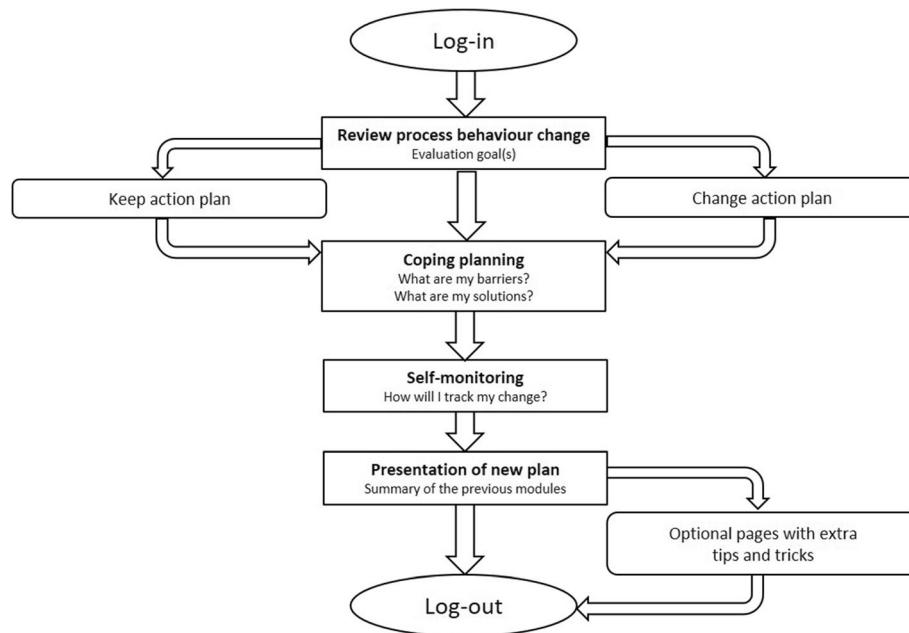 Log-in
Review process behaviour change
Evaluation goal(s)
Keep action plan
Change action plan
Coping planning
What are my barriers?
What are my solutions?
Self-monitoring
How will I track my change?
Presentation of new plan
Summary of the previous modules
Optional pages with extra
tips and tricks
Log-out